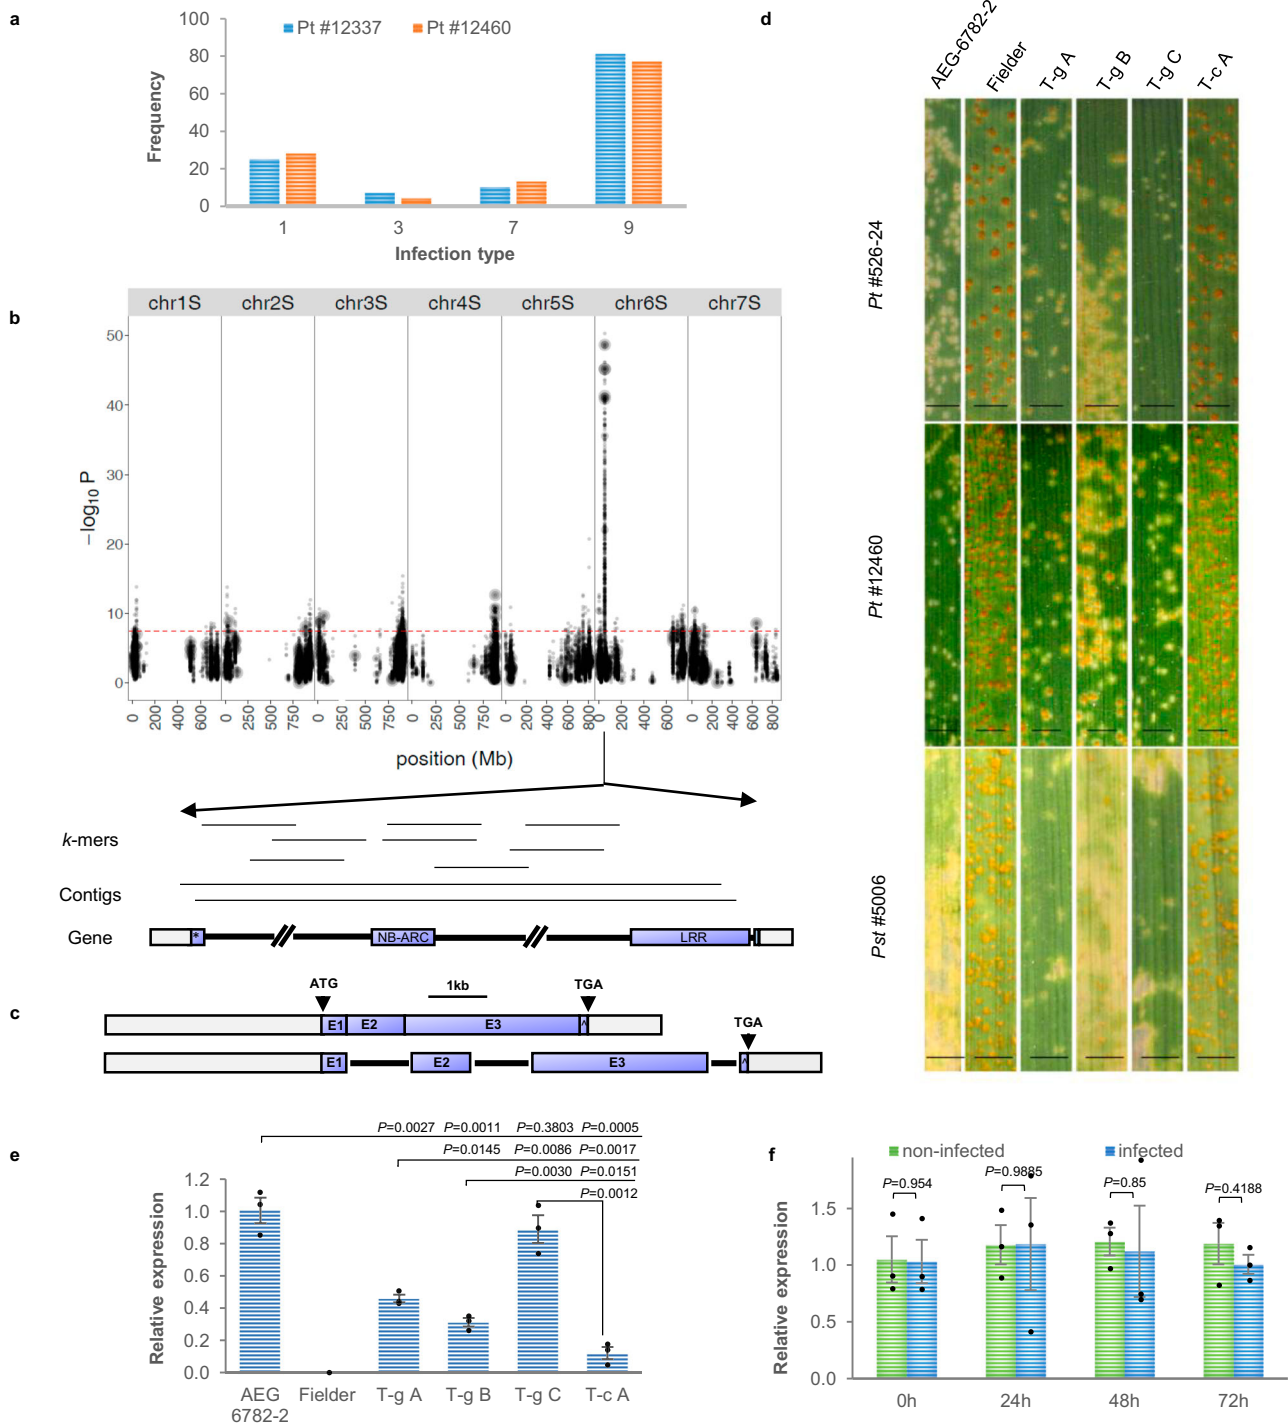 a
Pt #12337 Pt #12460
100
80
60
40
20
0
Frequency
1 3 7 9
Infection type
b
chr1S chr2S chr3S chr4S chr5S chr6S chr7S
50
40
30
20
10
0
−log10 P
0 200 400 600 0 250 500 750 0 250 500 750 0 250 500 750 0 200 400 600 800 0 200 400 600 0 200 400 600 800
position (Mb)
k-mers
Contigs
Gene
* NB-ARC LRR
c
ATG 1kb TGA
E1 E2 E3 ^
TGA
E1 E2 E3 ^
d
AEG-6782-2 Fielder T-g A T-g B T-g C T-c A
Pt #526-24
Pt #12460
Pst #5006
e
P=0.0027 P=0.0011 P=0.3803 P=0.0005
P=0.0145 P=0.0086 P=0.0017
P=0.0030 P=0.0151
P=0.0012
1.2
1.0
0.8
0.6
0.4
0.2
0.0
Relative expression
AEG Fielder T-g A T-g B T-g C T-c A
6782-2
f
non-infected infected
P=0.954 P=0.9885 P=0.85 P=0.4188
1.5
1.0
0.5
0.0
Relative expression
0h 24h 48h 72h